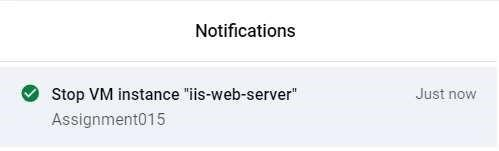 Notifications
Stop VM instance "iis-web-server"
Just now
Assignment015